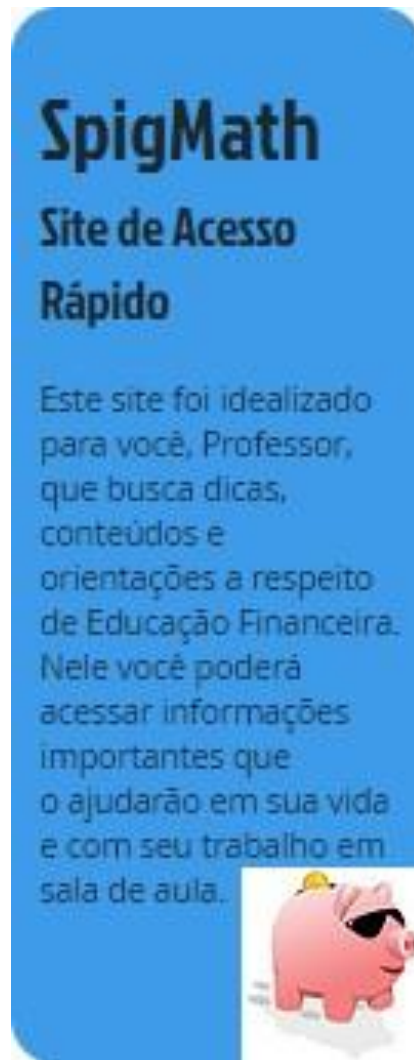 SpigMath
Site de Acesso
Rápido
Este site foi idealizado
para você, Professor,
que busca dicas,
conteúdos e
orientações a respeito
de Educação Financeira.
Nele você poderá
acessar informações
importantes que
o ajudarão em sua vida
e com seu trabalho em
sala de aula.